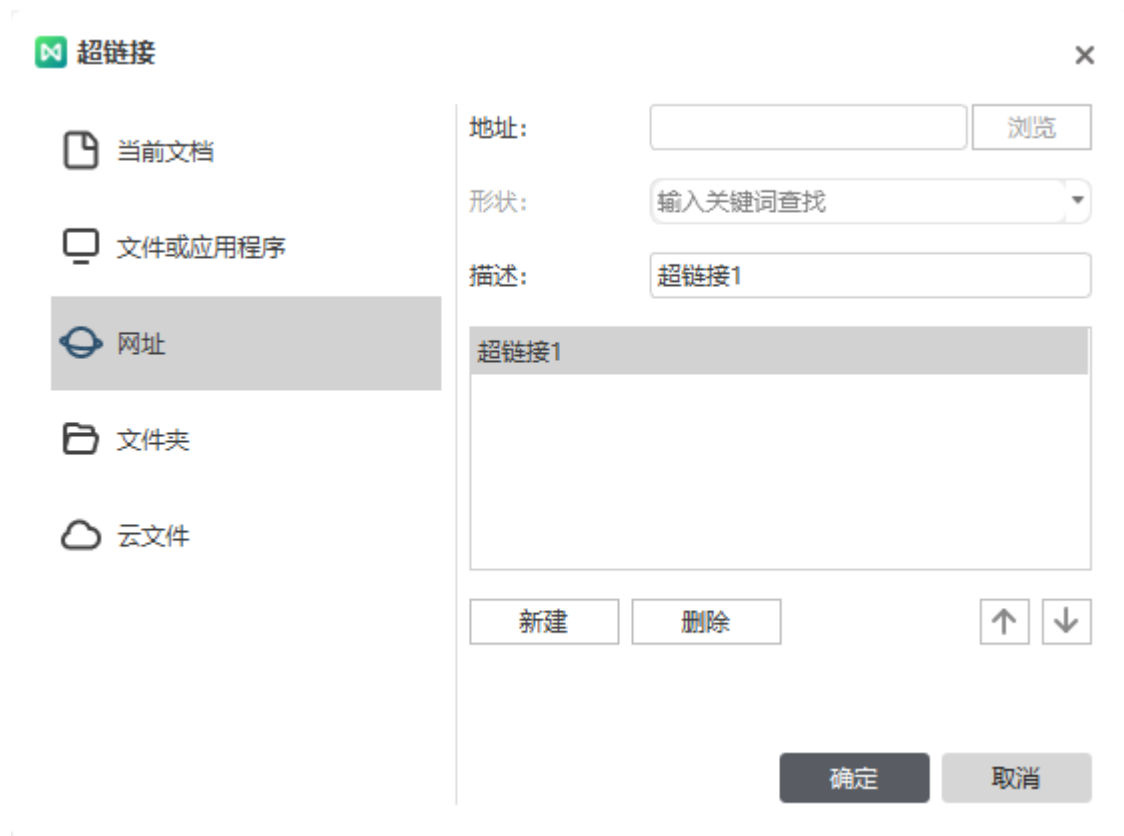 超链接
当前文档
文件或应用程序
网址
文件夹
云文件
地址：
浏览
形状：
输入关键词查找
描述：
超链接1
超链接1
新建
删除
确定
取消